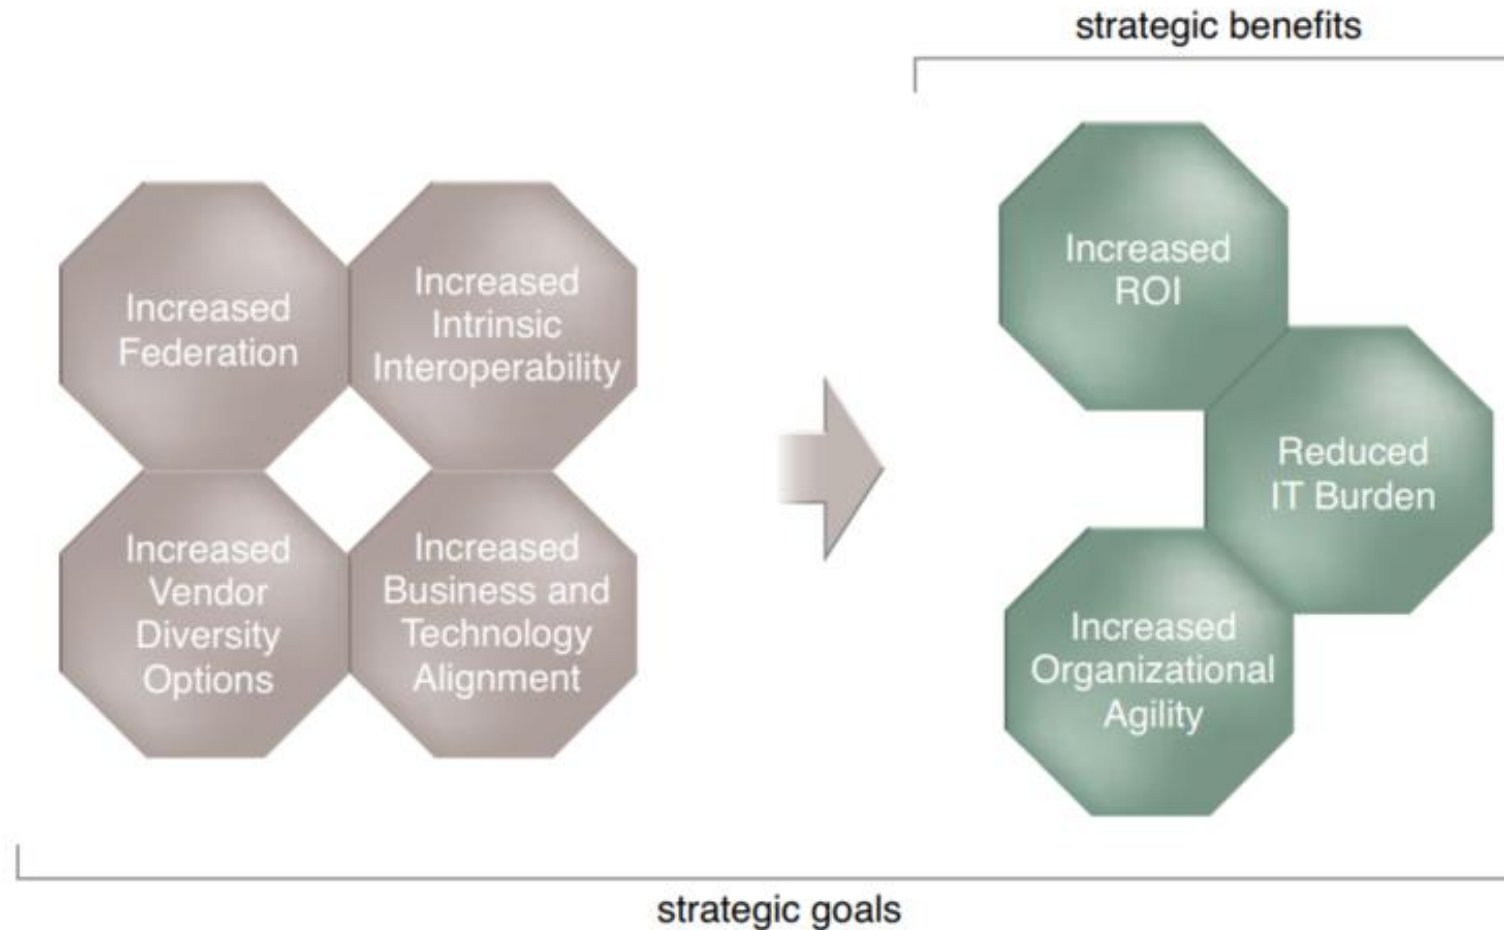 strategic benefits
Increased
Federation
Increased
Intrinsic
Interoperability
Increased
Vendor
Diversity
Options
Increased
Business and
Technology
Alignment
Increased
ROI
Reduced
IT Burden
Increased
Organizational
Agility
strategic goals